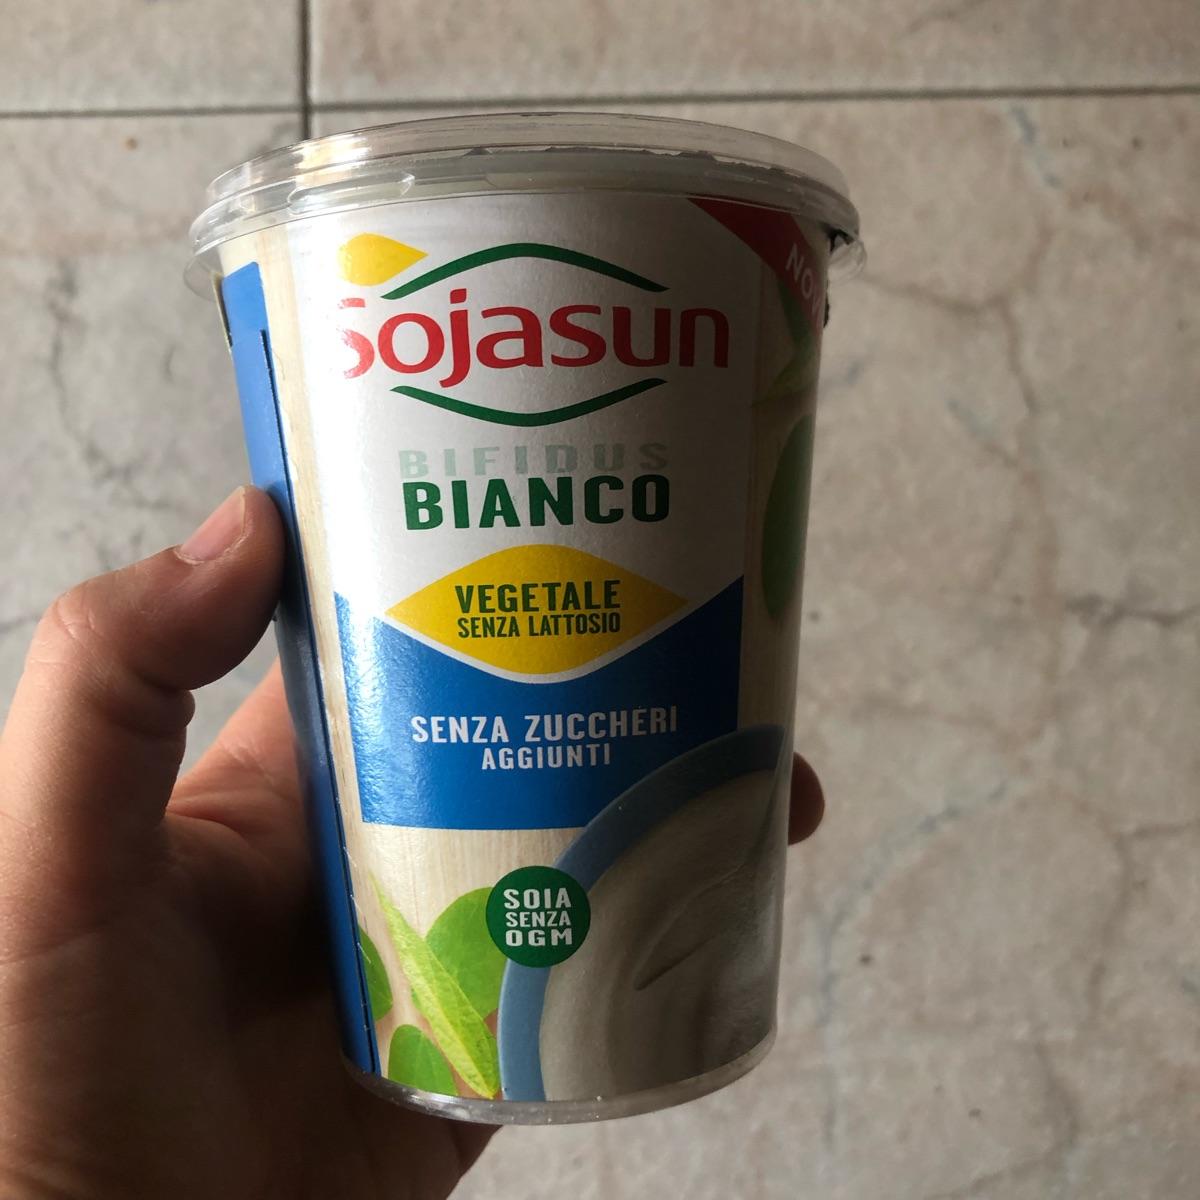 Sojasun
BIFIDUS
BIANCO
VEGETALE
SENZA LATTOSIO
SENZA ZUCCHERI
AGGIUNTI
SOIA
SENZA
OGM